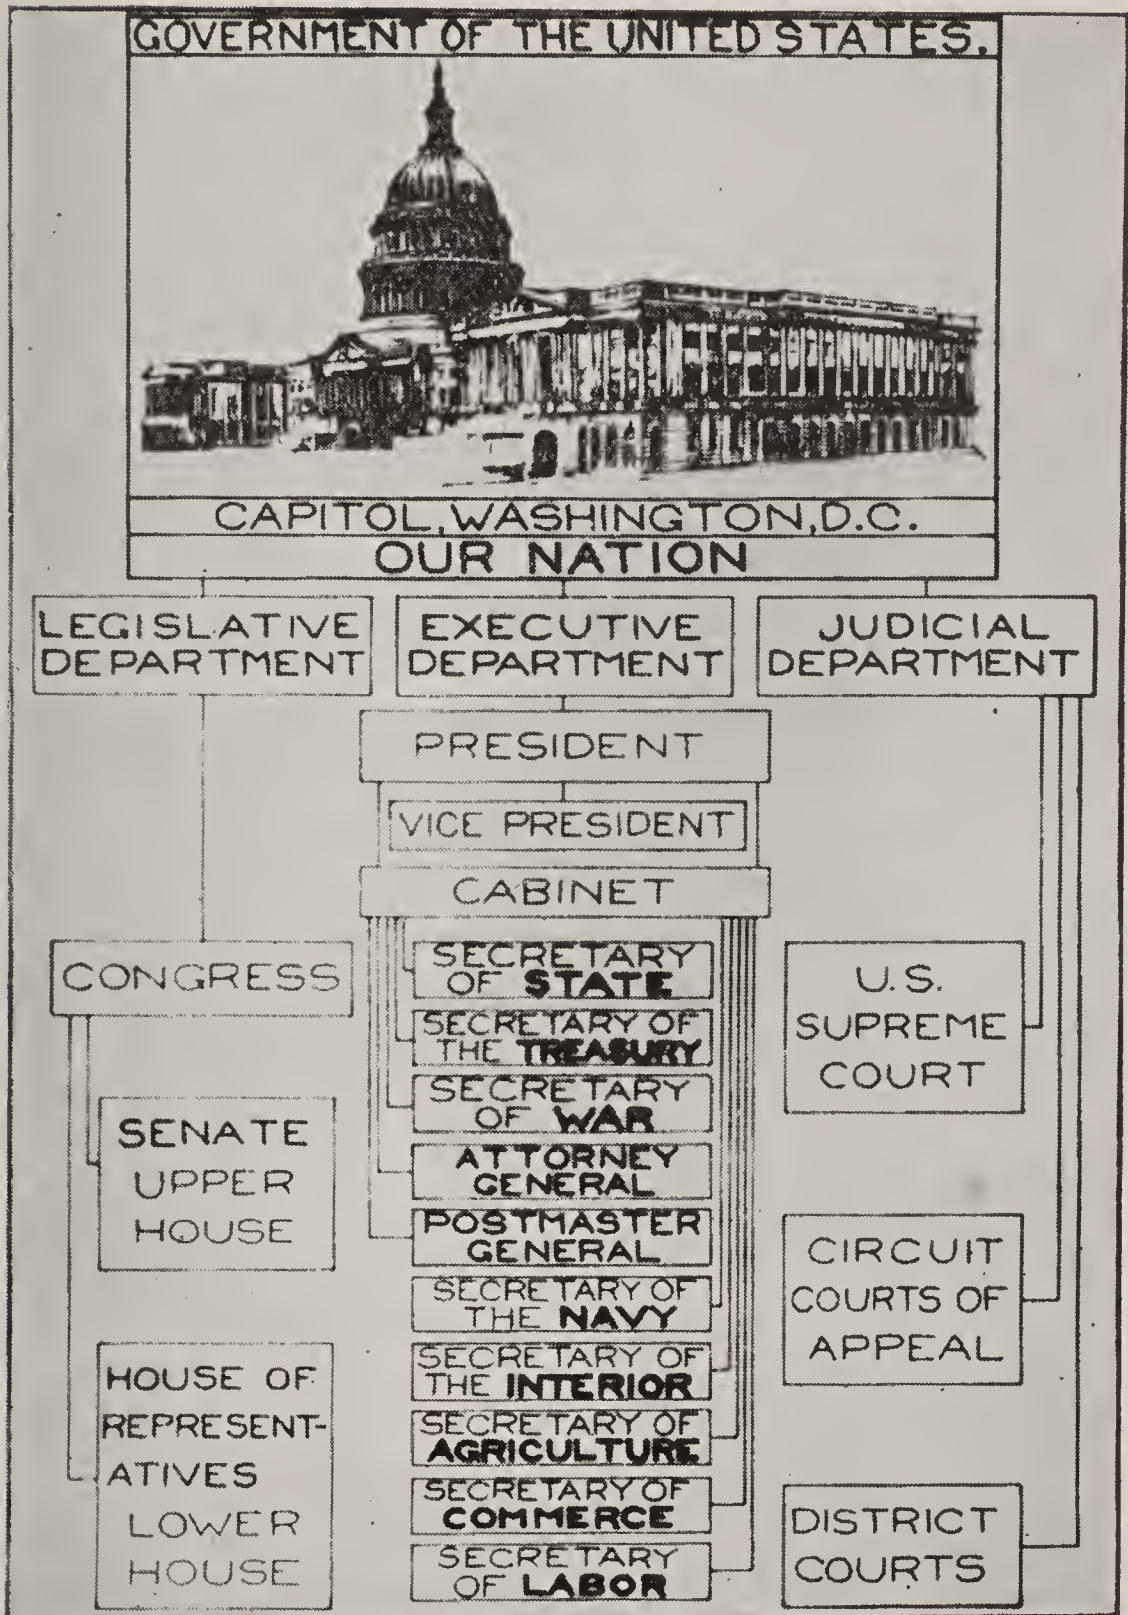 GOVERNMENT OF THE UNITED STATES.
CAPITOL, WASHINGTON, D.C.
OUR NATION
LEGISLATIVE
DEPARTMENT
EXECUTIVE
DEPARTMENT
JUDICIAL
DEPARTMENT
PRESIDENT
VICE PRESIDENT
CABINET
CONGRESS
SENATE
UPPER
HOUSE
HOUSE OF
REPRESENT-
ATIVES
LOWER
HOUSE
SECRETARY
OF STATE
SECRETARY OF
THE TREASURY
SECRETARY
OF WAR
ATTORNEY
GENERAL
POSTMASTER
GENERAL
SECRETARY OF
THE NAVY
SECRETARY OF
THE INTERIOR
SECRETARY OF
AGRICULTURE
SECRETARY OF
COMMERCE
SECRETARY
OF LABOR
U.S.
SUPREME
COURT
CIRCUIT
COURTS OF
APPEAL
DISTRICT
COURTS